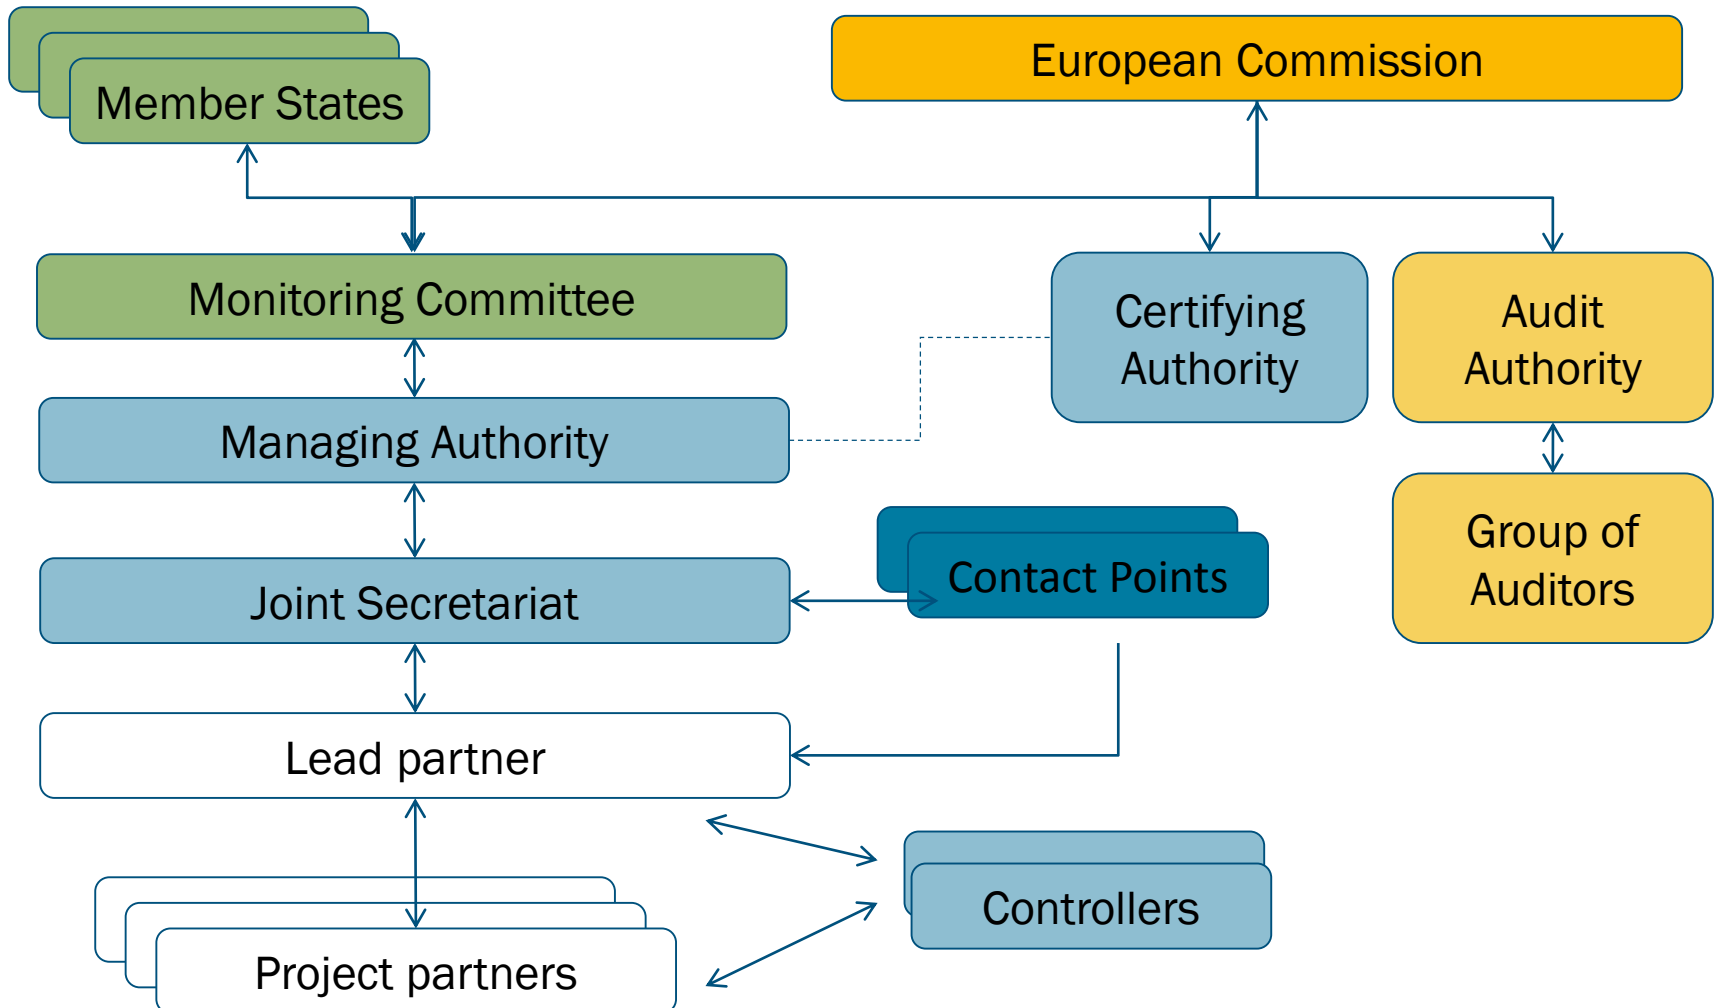 Member States
European Commission
Monitoring Committee
Certifying
Authority
Audit
Authority
Managing Authority
Group of
Auditors
Contact Points
Joint Secretariat
Lead partner
Controllers
Project partners